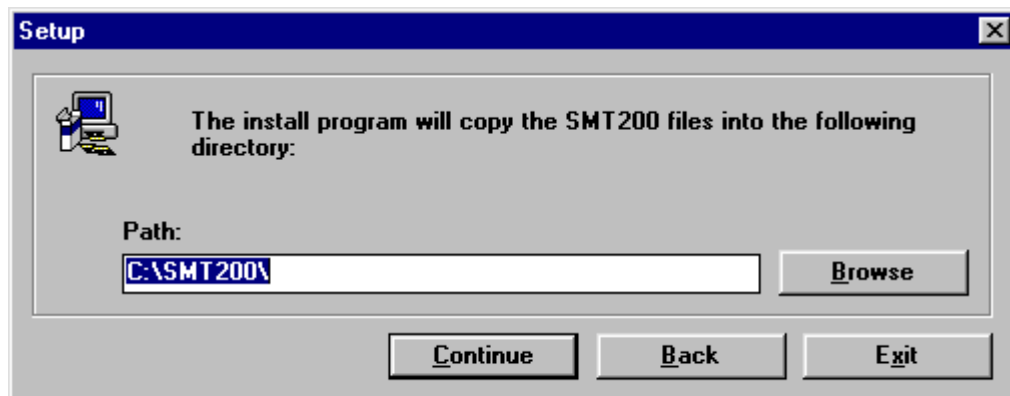 Setup
The install program will copy the SMT200 files into the following
directory:
Path:
C:\SMT200\
Browse
Continue
Back
Exit